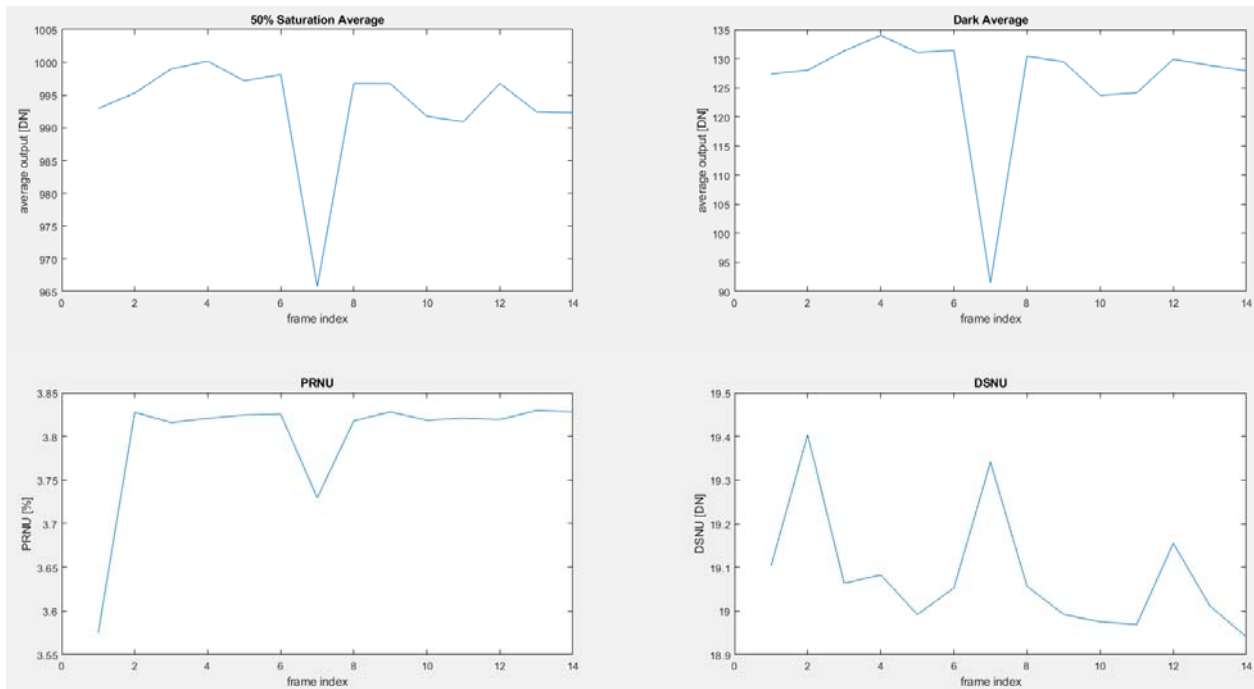 50% Saturation Average
average output [DN]
1005
1000
995
990
985
980
975
970
965
0 2 4 6 8 10 12 14
frame index
Dark Average
average output [DN]
135
130
125
120
115
110
105
100
95
90
0 2 4 6 8 10 12 14
frame index
PRNU
PRNU [%]
3.85
3.8
3.75
3.7
3.65
3.6
3.55
0 2 4 6 8 10 12 14
frame index
DSNU
DSNU [DN]
19.5
19.4
19.3
19.2
19.1
19
18.9
0 2 4 6 8 10 12 14
frame index